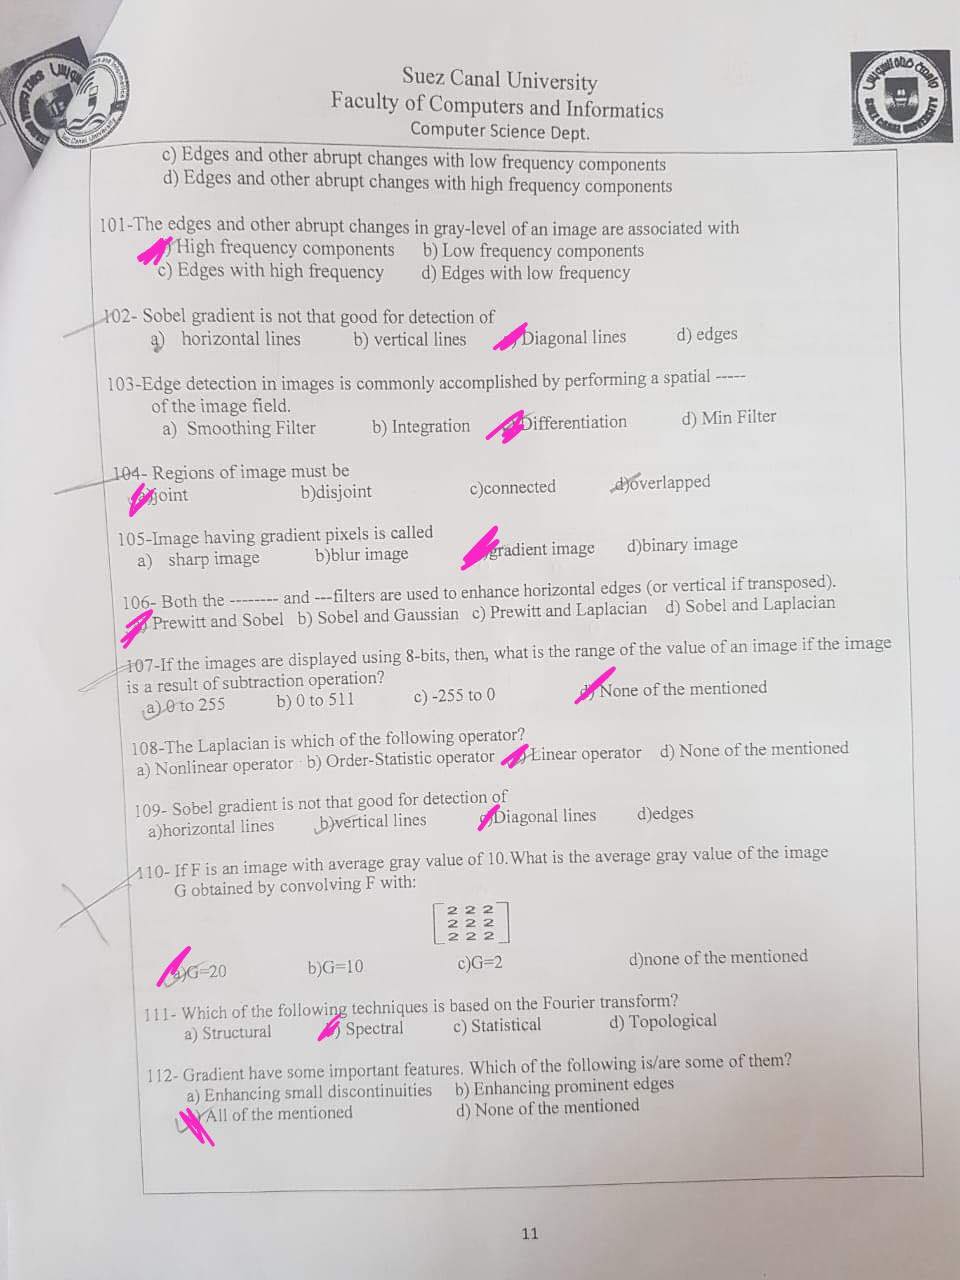 Suez Canal University
Faculty of Computers and Informatics
Computer Science Dept.
c) Edges and other abrupt changes with low frequency components
d) Edges and other abrupt changes with high frequency components
101-The edges and other abrupt changes in gray-level of an image are associated with
) High frequency components b) Low frequency components
c) Edges with high frequency d) Edges with low frequency
102- Sobel gradient is not that good for detection of
a) horizontal lines b) vertical lines ) Diagonal lines d) edges
103-Edge detection in images is commonly accomplished by performing a spatial -----
of the image field.
a) Smoothing Filter b) Integration Differentiation d) Min Filter
104- Regions of image must be
a)joint b)disjoint c)connected d)overlapped
105-Image having gradient pixels is called
a) sharp image b)blur image gradient image d)binary image
106- Both the -------- and ---filters are used to enhance horizontal edges (or vertical if transposed).
) Prewitt and Sobel b) Sobel and Gaussian c) Prewitt and Laplacian d) Sobel and Laplacian
107-If the images are displayed using 8-bits, then, what is the range of the value of an image if the image
is a result of subtraction operation?
a) 0 to 255 b) 0 to 511 c) -255 to 0 d) None of the mentioned
108-The Laplacian is which of the following operator?
a) Nonlinear operator b) Order-Statistic operator ) Linear operator d) None of the mentioned
109- Sobel gradient is not that good for detection of
a)horizontal lines b)vertical lines c)Diagonal lines d)edges
110- If F is an image with average gray value of 10. What is the average gray value of the image
G obtained by convolving F with:
2 2 2
2 2 2
2 2 2
a)G=20 b)G=10 c)G=2 d)none of the mentioned
111- Which of the following techniques is based on the Fourier transform?
a) Structural b) Spectral c) Statistical d) Topological
112- Gradient have some important features. Which of the following is/are some of them?
a) Enhancing small discontinuities b) Enhancing prominent edges
) All of the mentioned d) None of the mentioned
11